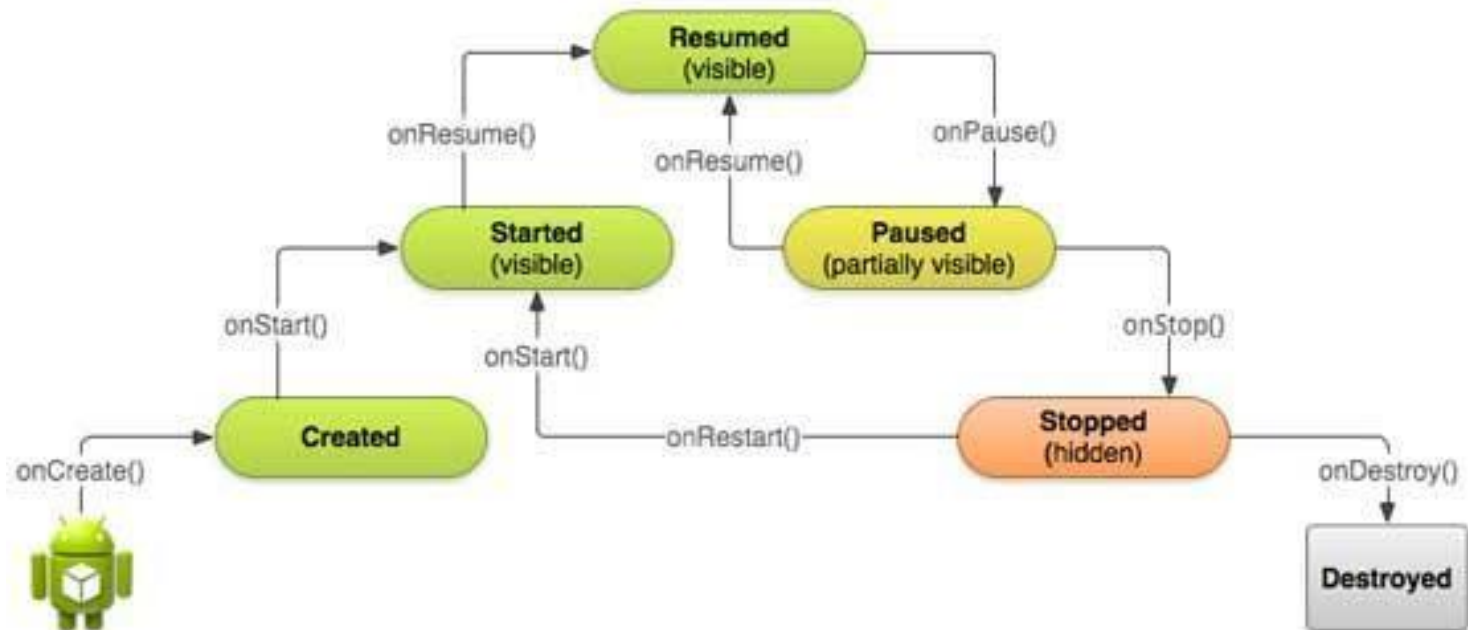 Resumed
(visible)
onResume()
onPause()
onResume()
Started
(visible)
Paused
(partially visible)
onStart()
onStop()
onStart()
Created
onRestart()
Stopped
(hidden)
onCreate()
onDestroy()
Destroyed